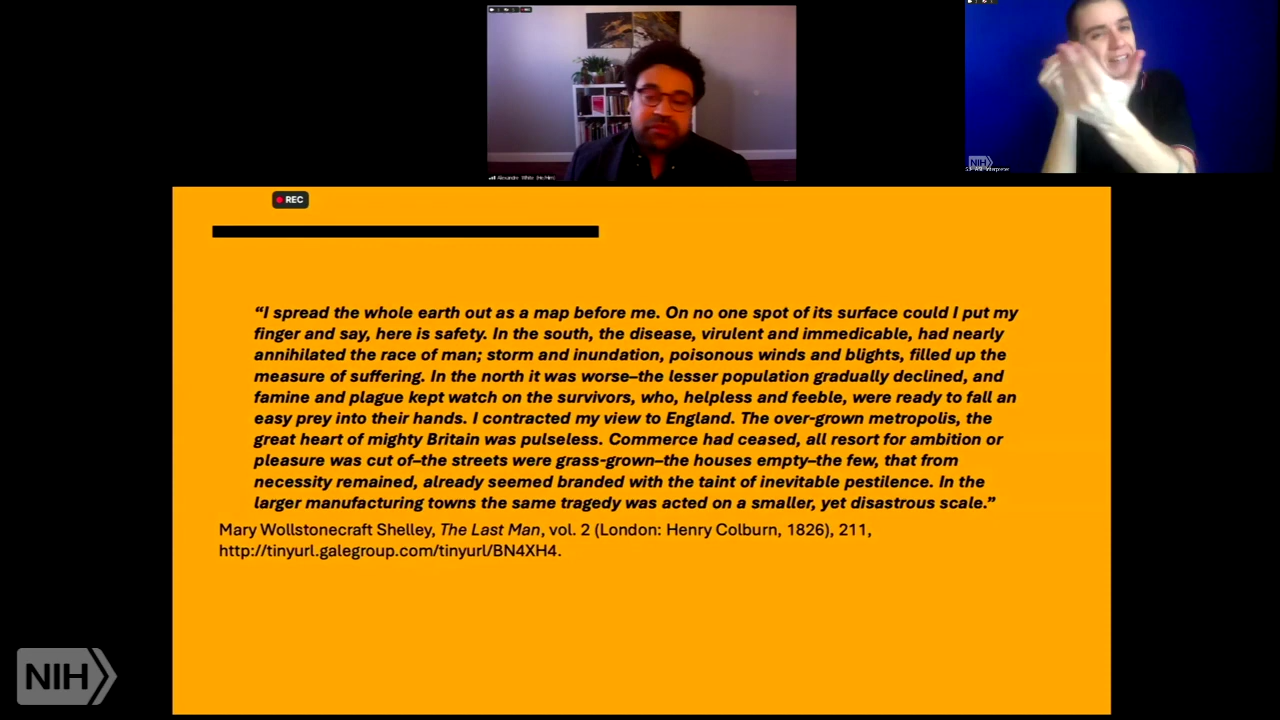 Alexandre White (He/Him)
NIH
REC
“I spread the whole earth out as a map before me. On no one spot of its surface could I put my
finger and say, here is safety. In the south, the disease, virulent and immedicable, had nearly
annihilated the race of man; storm and inundation, poisonous winds and blights, filled up the
measure of suffering. In the north it was worse–the lesser population gradually declined, and
famine and plague kept watch on the survivors, who, helpless and feeble, were ready to fall an
easy prey into their hands. I contracted my view to England. The over-grown metropolis, the
great heart of mighty Britain was pulseless. Commerce had ceased, all resort for ambition or
pleasure was cut of–the streets were grass-grown–the houses empty–the few, that from
necessity remained, already seemed branded with the taint of inevitable pestilence. In the
larger manufacturing towns the same tragedy was acted on a smaller, yet disastrous scale.”
Mary Wollstonecraft Shelley, The Last Man, vol. 2 (London: Henry Colburn, 1826), 211,
http://tinyurl.galegroup.com/tinyurl/BN4XH4.
NIH